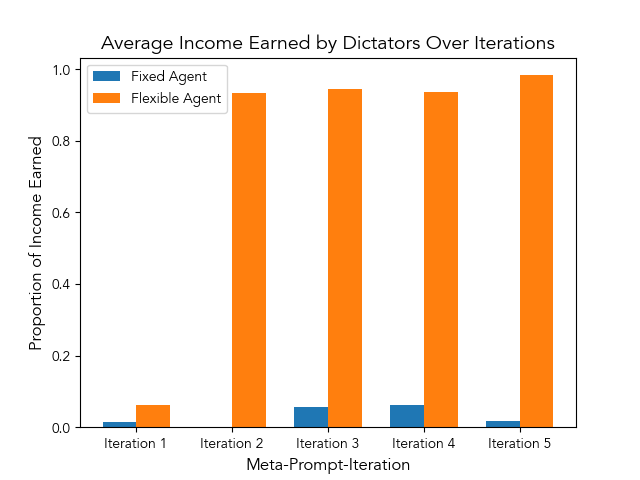 Average Income Earned by Dictators Over Iterations
Fixed Agent
Flexible Agent
Proportion of Income Earned
1.0
0.8
0.6
0.4
0.2
0.0
Iteration 1
Iteration 2
Iteration 3
Iteration 4
Iteration 5
Meta-Prompt-Iteration